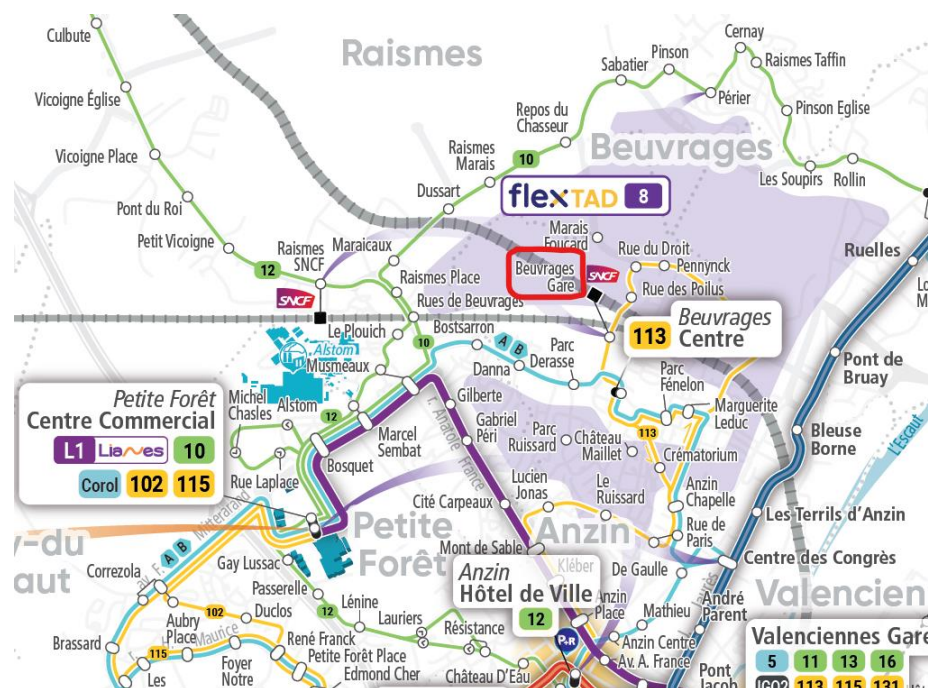 Culbute
Raismes
Cernay
Pinson
Sabatier
Raismes Taffin
Vicoigne Église
Périer
Pinson Eglise
Repos du
Chasseur
Vicoigne Place
Raismes
Marais
10
Beuvrages
Les Soupirs
Rollin
Dussart
flexTAD 8
Pont du Roi
Marais
Foucard
Petit Vicoigne
Raismes
SNCF
Maraicaux
Rue du Droit
Ruelles
12
Raismes Place
Beuvrages
Gare
SNCF
Pennynck
SNCF
Rues de Beuvrages
Rue des Poilus
Le Plouich
Bostsarron
113
Beuvrages
Centre
Alstom
10
A B
Parc
Derasse
Pont de
Bruay
Musmeaux
Danna
Parc
Fénelon
Petite Forêt
Centre Commercial
L1 Lianes 10
Corol 102 115
Michel
Chasles
Alstom
12
Gilberte
Marguerite
Leduc
r. Anatole France
Gabriel
Péri
Marcel
Sembat
Parc
Ruissard
Château
Maillet
113
Bleuse
Borne
L'Escaut
Bosquet
Crématorium
Rue Laplace
Lucien
Jonas
Le
Ruissard
Cité Carpeaux
Anzin
Chapelle
av. F. Mitterrand
A B
Petite
Forêt
Anzin
Rue de
Paris
Les Terrils d'Anzin
y-du
aut
Mont de Sable
Centre des Congrès
Gay Lussac
Kléber
De Gaulle
Correzola
Anzin
Hôtel de Ville
12
Passerelle
Valencien
12
Lénine
Anzin
Place
André
Parent
102
Duclos
Lauriers
Mathieu
Aubry
Place
Maurice
Résistance
P+R
Brassard
115
René Franck
Anzin Centre
Valenciennes Gare
5 11 13 16
113 115 131
Foyer
Notre
Petite Forêt Place
Av. A. France
Les
Edmond Cher
Château D'Eau
Pont
Jacob